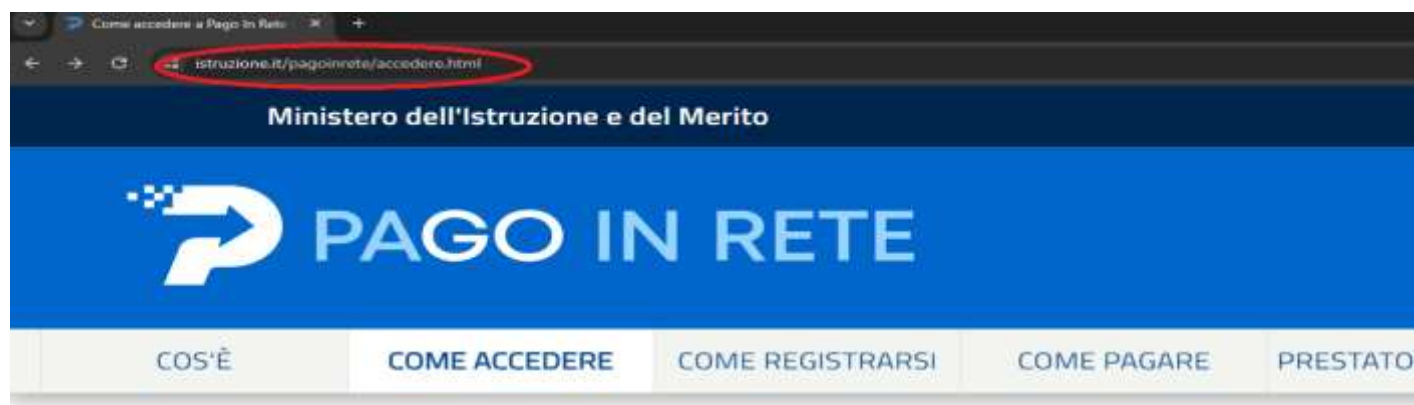 Come accedere a Pago In Rete
istruzione.it/pagoinrete/accedere.html
Ministero dell'Istruzione e del Merito
PAGO IN RETE
COS'È COME ACCEDERE COME REGISTRARSI COME PAGARE PRESTATO